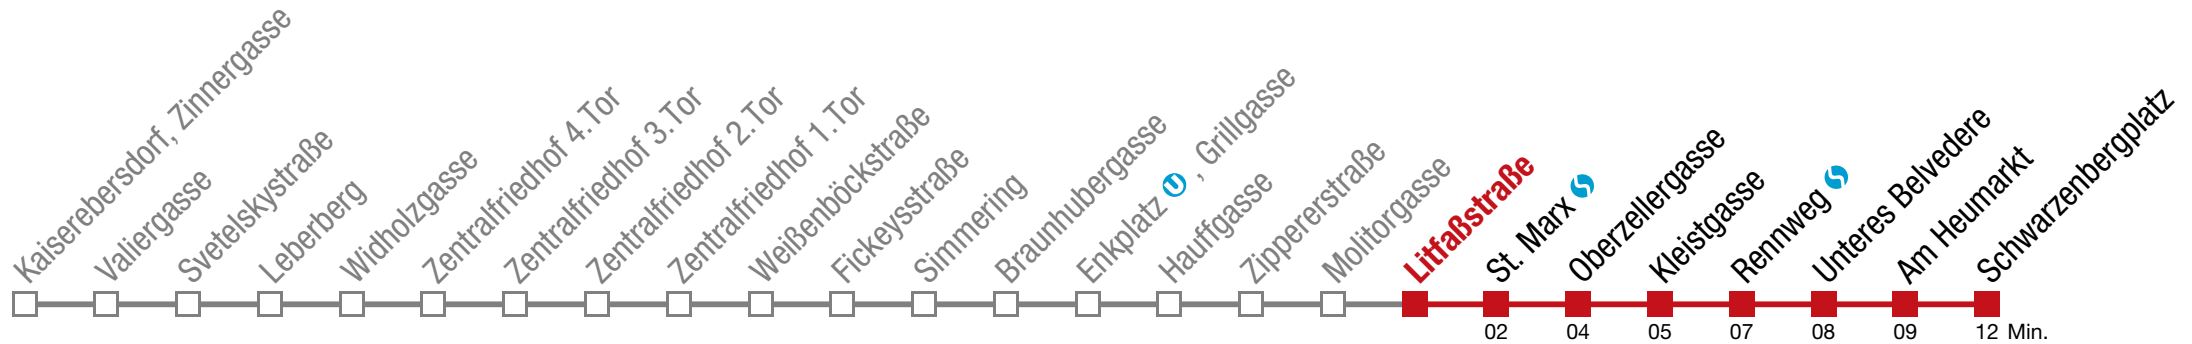 Kaiserebersdorf, Zinnergasse
Valiergasse
Svetelskystraße
Leberberg
Widholzgasse
Zentralfriedhof 4.Tor
Zentralfriedhof 3.Tor
Zentralfriedhof 2.Tor
Zentralfriedhof 1.Tor
Weißenböckstraße
Fickeysstraße
Simmering
Braunhubergasse
Enkplatz U , Grillgasse
Hauffgasse
Zippererstraße
Molitorgasse
Litfaßstraße
St. Marx S
Oberzellergasse
Kleistgasse
Rennweg S
Unteres Belvedere
Am Heumarkt
Schwarzenbergplatz
02 04 05 07 08 09 12 Min.